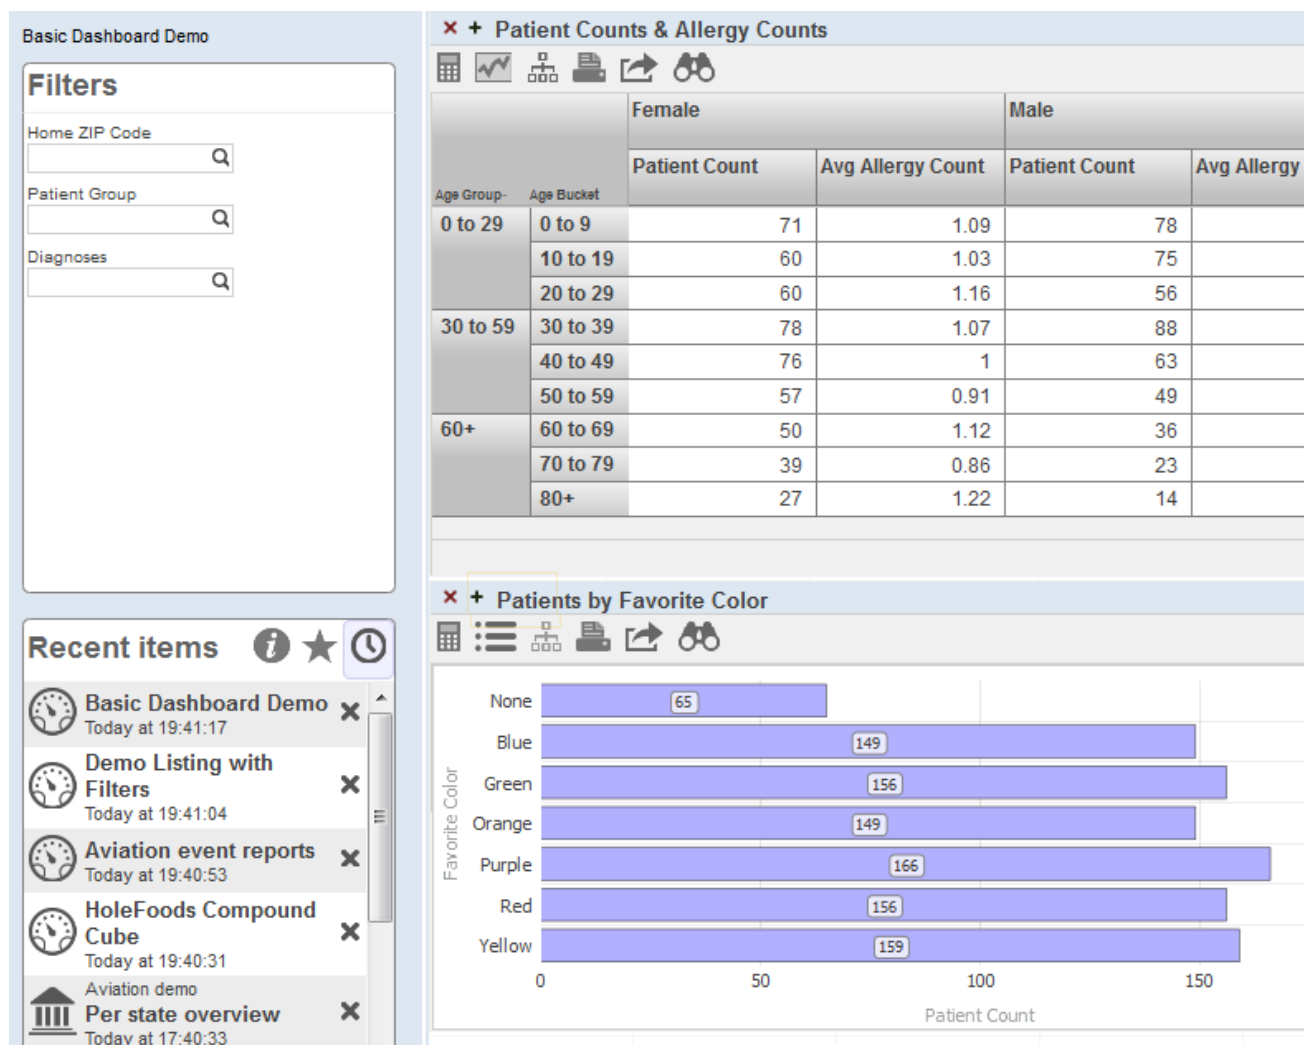 Basic Dashboard Demo
Filters
Home ZIP Code
Patient Group
Diagnoses
Recent items
Basic Dashboard Demo
Today at 19:41:17
Demo Listing with
Filters
Today at 19:41:04
Aviation event reports
Today at 19:40:53
HoleFoods Compound
Cube
Today at 19:40:31
Aviation demo
Per state overview
Today at 17:40:33
Patient Counts & Allergy Counts
Female Male
Age Group- Age Bucket Patient Count Avg Allergy Count Patient Count Avg Allergy
0 to 29 0 to 9 71 1.09 78
10 to 19 60 1.03 75
20 to 29 60 1.16 56
30 to 59 30 to 39 78 1.07 88
40 to 49 76 1 63
50 to 59 57 0.91 49
60+ 60 to 69 50 1.12 36
70 to 79 39 0.86 23
80+ 27 1.22 14
Patients by Favorite Color
Favorite Color
None 65
Blue 149
Green 156
Orange 149
Purple 166
Red 156
Yellow 159
0 50 100 150
Patient Count